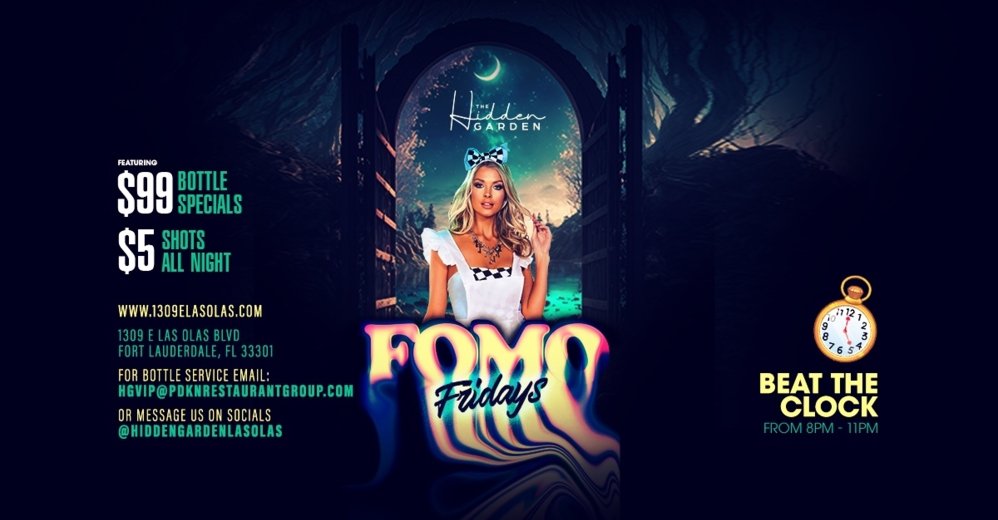 THE
Hidden
GARDEN
FEATURING
$99 BOTTLE
SPECIALS
$5 SHOTS
ALL NIGHT
WWW.1309ELASOLAS.COM
1309 E LAS OLAS BLVD
FORT LAUDERDALE, FL 33301
FOR BOTTLE SERVICE EMAIL:
HGVIP@PDKNRESTAURANTGROUP.COM
OR MESSAGE US ON SOCIALS
@HIDDENGARDENLASOLAS
FOMO
Fridays
BEAT THE
CLOCK
FROM 8PM - 11PM